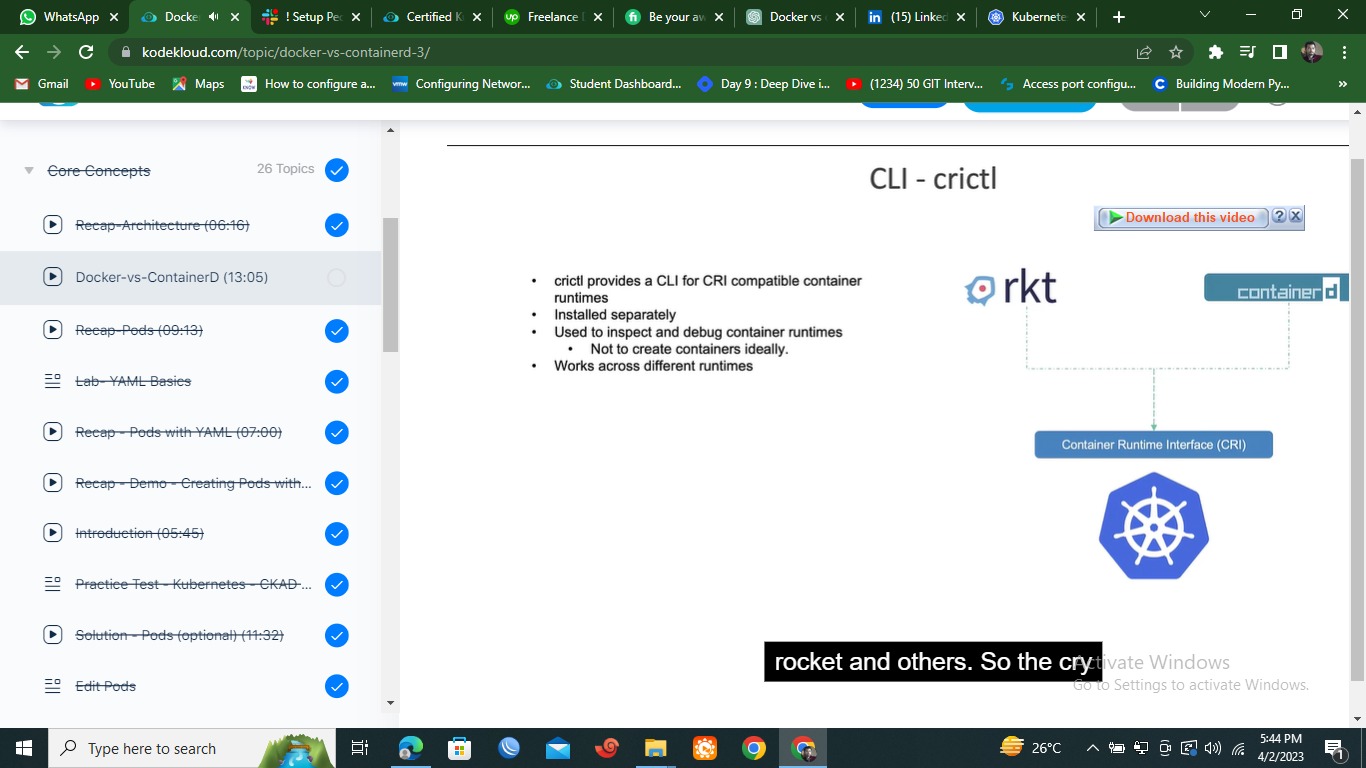 WhatsApp
Docke
! Setup Pec
Certified K
Freelance
Be your aw
Docker vs
(15) Linked
Kubernete
kodekloud.com/topic/docker-vs-containerd-3/
Gmail
YouTube
Maps
How to configure a...
Configuring Networ...
Student Dashboard...
Day 9 : Deep Dive i...
(1234) 50 GIT Interv...
Access port configu...
Building Modern Py...
Core Concepts
26 Topics
Recap-Architecture (06:16)
Docker-vs-ContainerD (13:05)
Recap-Pods (09:13)
Lab- YAML Basics
Recap - Pods with YAML (07:00)
Recap - Demo - Creating Pods with...
Introduction (05:45)
Practice Test - Kubernetes - CKAD ...
Solution - Pods (optional) (11:32)
Edit Pods
CLI - crictl
Download this video
• crictl provides a CLI for CRI compatible container
runtimes
• Installed separately
• Used to inspect and debug container runtimes
• Not to create containers ideally.
• Works across different runtimes
rkt
containerd
Container Runtime Interface (CRI)
rocket and others. So the cry
Activate Windows
Go to Settings to activate Windows.
Type here to search
26°C
5:44 PM
4/2/2023
1